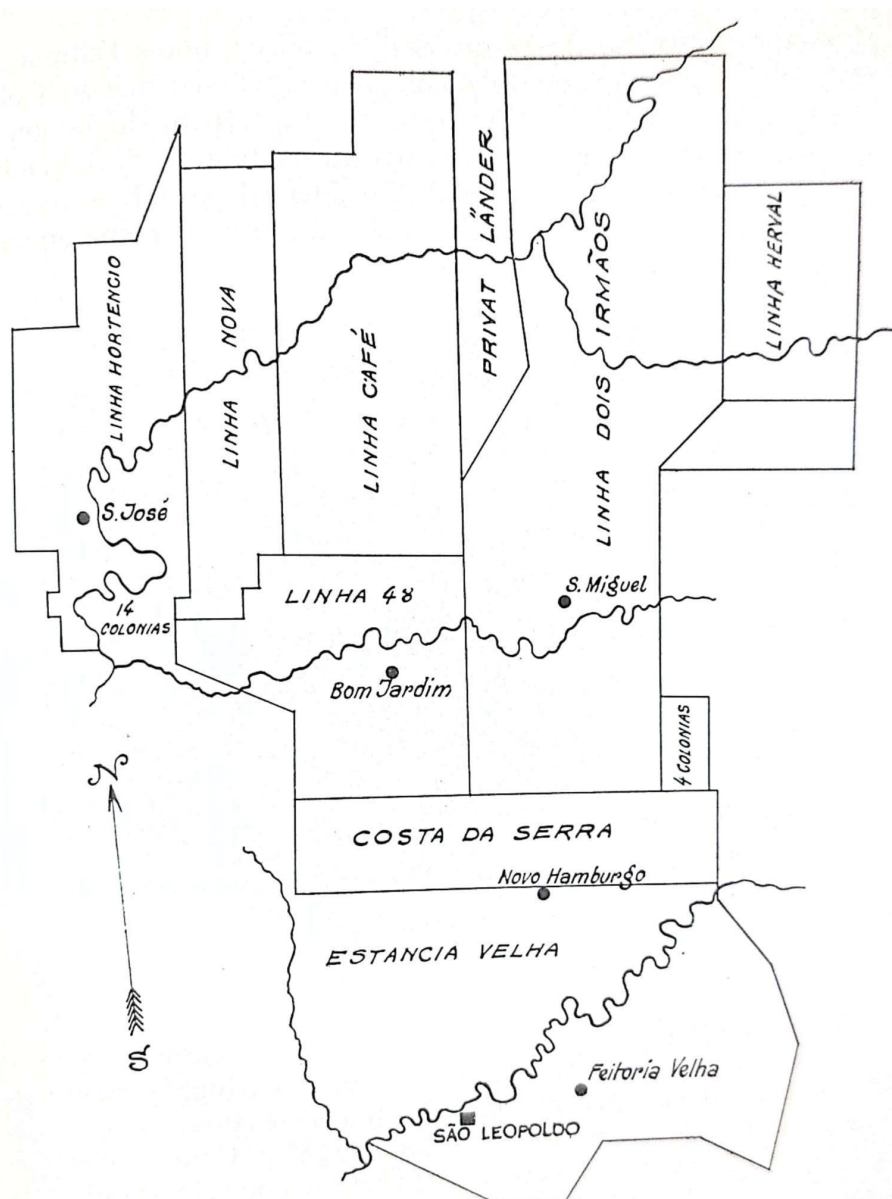 PRIVAT LÄNDER
LINHA HORTENCIO
LINHA NOVA
LINHA CAFÉ
LINHA DOIS IRMÃOS
LINHA HERVAL
S. José
14
COLONIAS
LINHA 48
S. Miguel
Bom Jardim
4 COLONIAS
N
S
COSTA DA SERRA
Novo Hamburgo
ESTANCIA VELHA
Feitoria Velha
SÃO LEOPOLDO